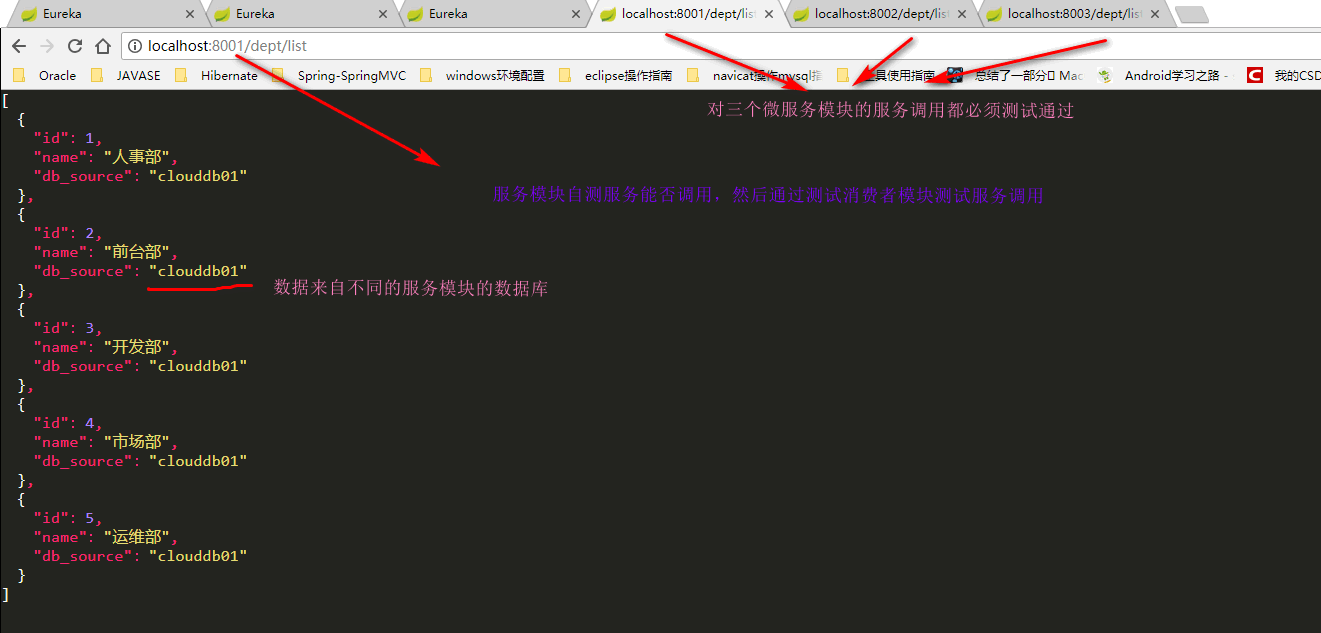 Eureka Eureka Eureka localhost:8001/dept/list localhost:8002/dept/list localhost:8003/dept/list
localhost:8001/dept/list
Oracle JAVASE Hibernate Spring-SpringMVC windows环境配置 eclipse操作指南 navicat操作mysql指 具使用指南 总结了一部分 Mac Android学习之路 - 我的CSD
[
对三个微服务模块的服务调用都必须测试通过
{
"id": 1,
"name": "人事部",
"db_source": "clouddb01"
服务模块自测服务能否调用，然后通过测试消费者模块测试服务调用
},
{
"id": 2,
"name": "前台部",
"db_source": "clouddb01"
数据来自不同的服务模块的数据库
},
{
"id": 3,
"name": "开发部",
"db_source": "clouddb01"
},
{
"id": 4,
"name": "市场部",
"db_source": "clouddb01"
},
{
"id": 5,
"name": "运维部",
"db_source": "clouddb01"
}
]